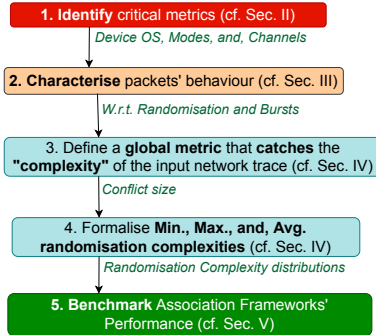 1. Identify critical metrics (cf. Sec. II)
Device OS, Modes, and, Channels
2. Characterise packets' behaviour (cf. Sec. III)
W.r.t. Randomisation and Bursts
3. Define a global metric that catches the
"complexity" of the input network trace (cf. Sec. IV)
Conflict size
4. Formalise Min., Max., and, Avg.
randomisation complexities (cf. Sec. IV)
Randomisation Complexity distributions
5. Benchmark Association Frameworks'
Performance (cf. Sec. V)